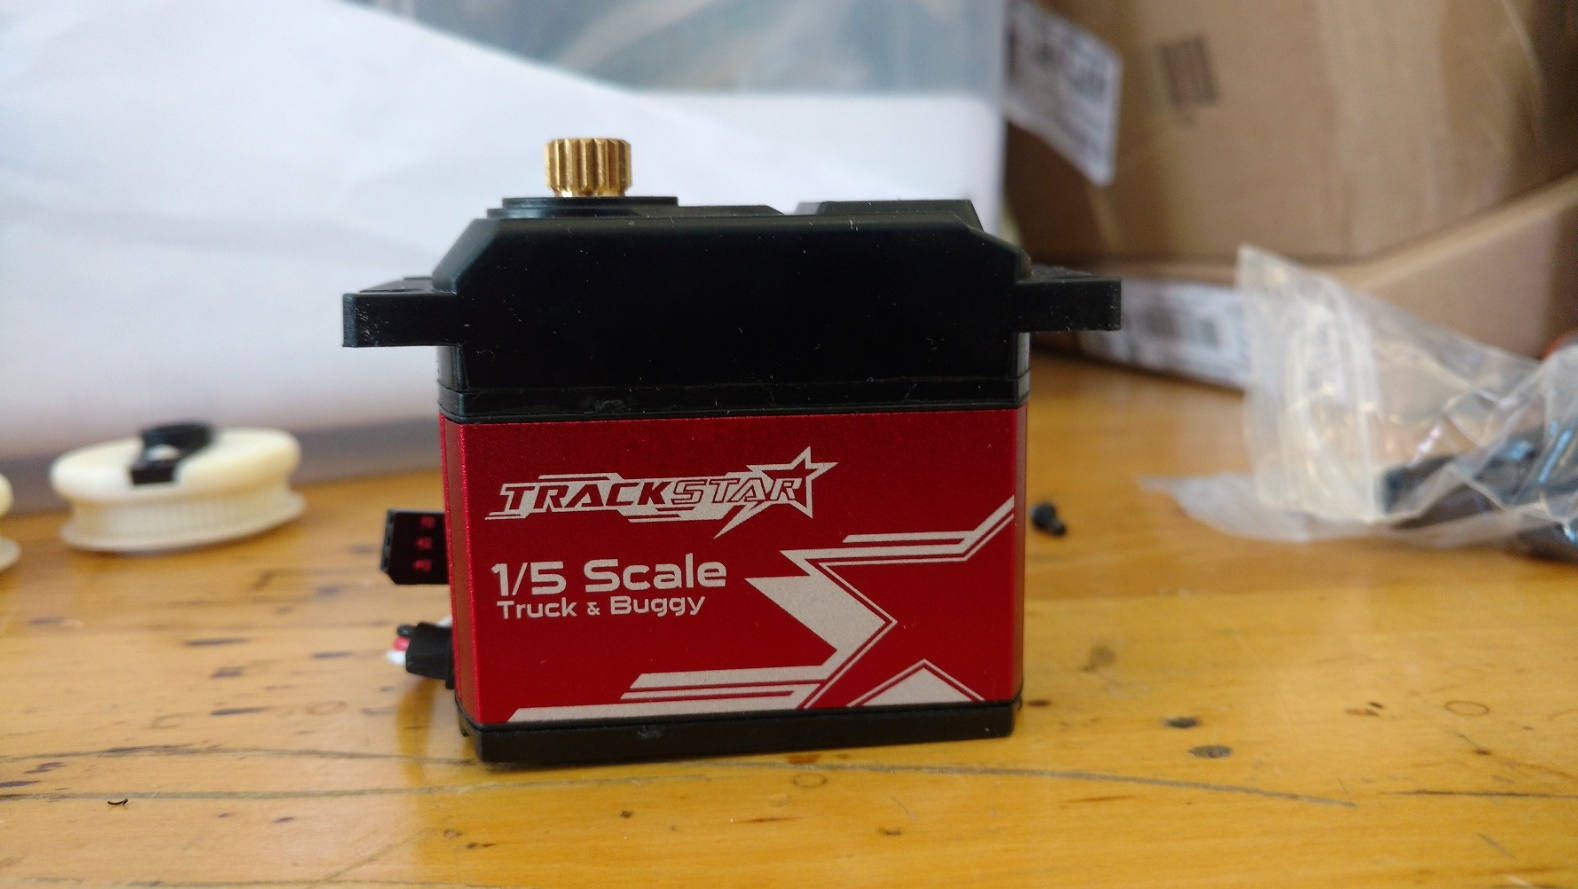 TRACKSTAR
1/5 Scale
Truck & Buggy